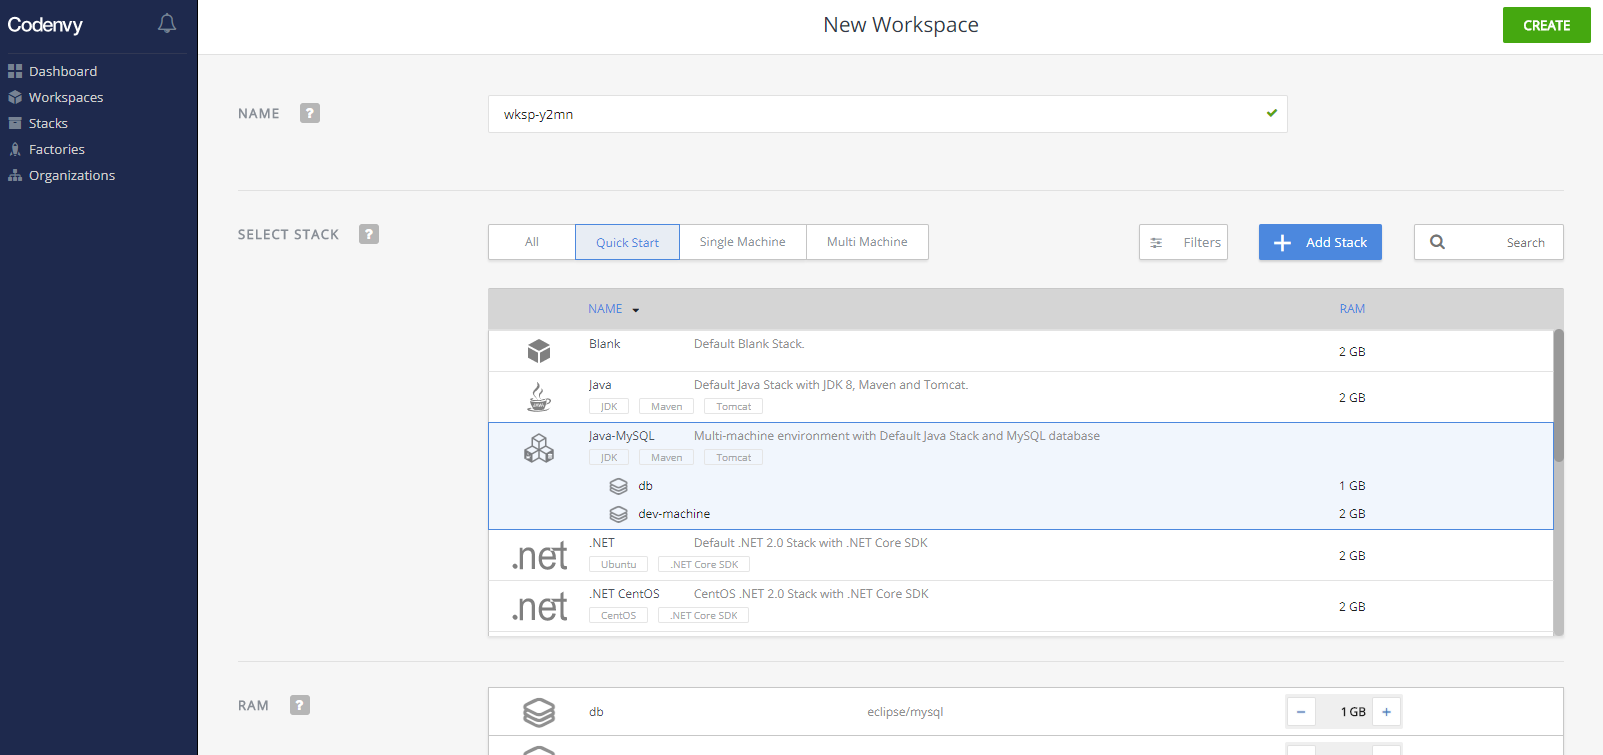 Codenvy
New Workspace
CREATE
Dashboard
Workspaces
Stacks
Factories
Organizations
NAME ?
wksp-y2mn
SELECT STACK ?
All Quick Start Single Machine Multi Machine
Filters
Add Stack
Search
NAME RAM
Blank Default Blank Stack. 2 GB
Java Default Java Stack with JDK 8, Maven and Tomcat. 2 GB
JDK Maven Tomcat
Java-MySQL Multi-machine environment with Default Java Stack and MySQL database
JDK Maven Tomcat
db 1 GB
dev-machine 2 GB
.net .NET Default .NET 2.0 Stack with .NET Core SDK 2 GB
Ubuntu .NET Core SDK
.net .NET CentOS CentOS .NET 2.0 Stack with .NET Core SDK 2 GB
CentOS .NET Core SDK
RAM ?
db eclipse/mysql − 1 GB +